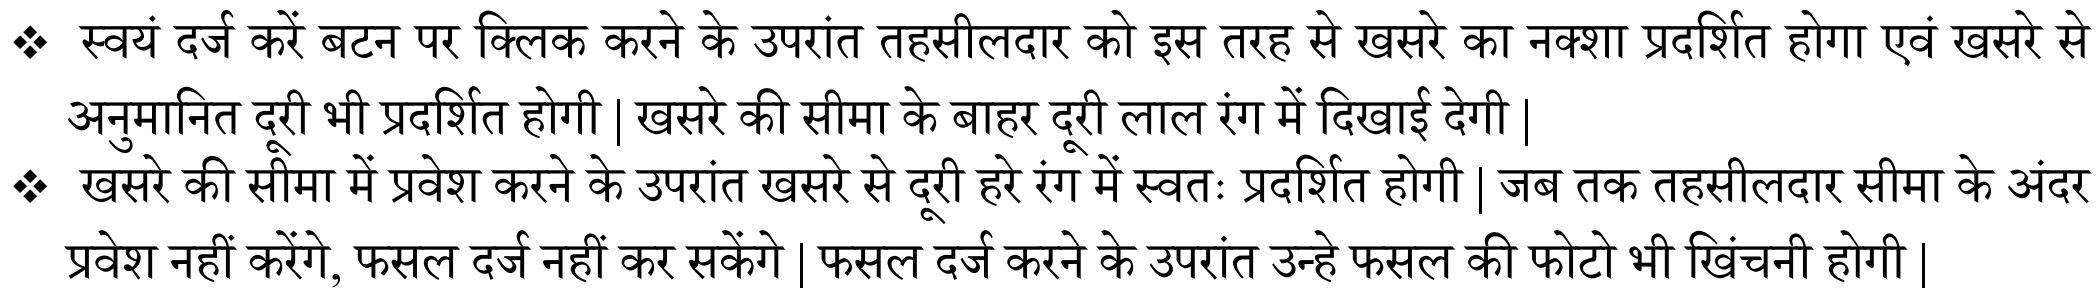 ❖ स्वयं दर्ज करें बटन पर क्लिक करने के उपरांत तहसीलदार को इस तरह से खसरे का नक्शा प्रदर्शित होगा एवं खसरे से
अनुमानित दूरी भी प्रदर्शित होगी | खसरे की सीमा के बाहर दूरी लाल रंग में दिखाई देगी |
❖ खसरे की सीमा में प्रवेश करने के उपरांत खसरे से दूरी हरे रंग में स्वतः प्रदर्शित होगी | जब तक तहसीलदार सीमा के अंदर
प्रवेश नहीं करेंगे, फसल दर्ज नहीं कर सकेंगे | फसल दर्ज करने के उपरांत उन्हे फसल की फोटो भी खिंचनी होगी |